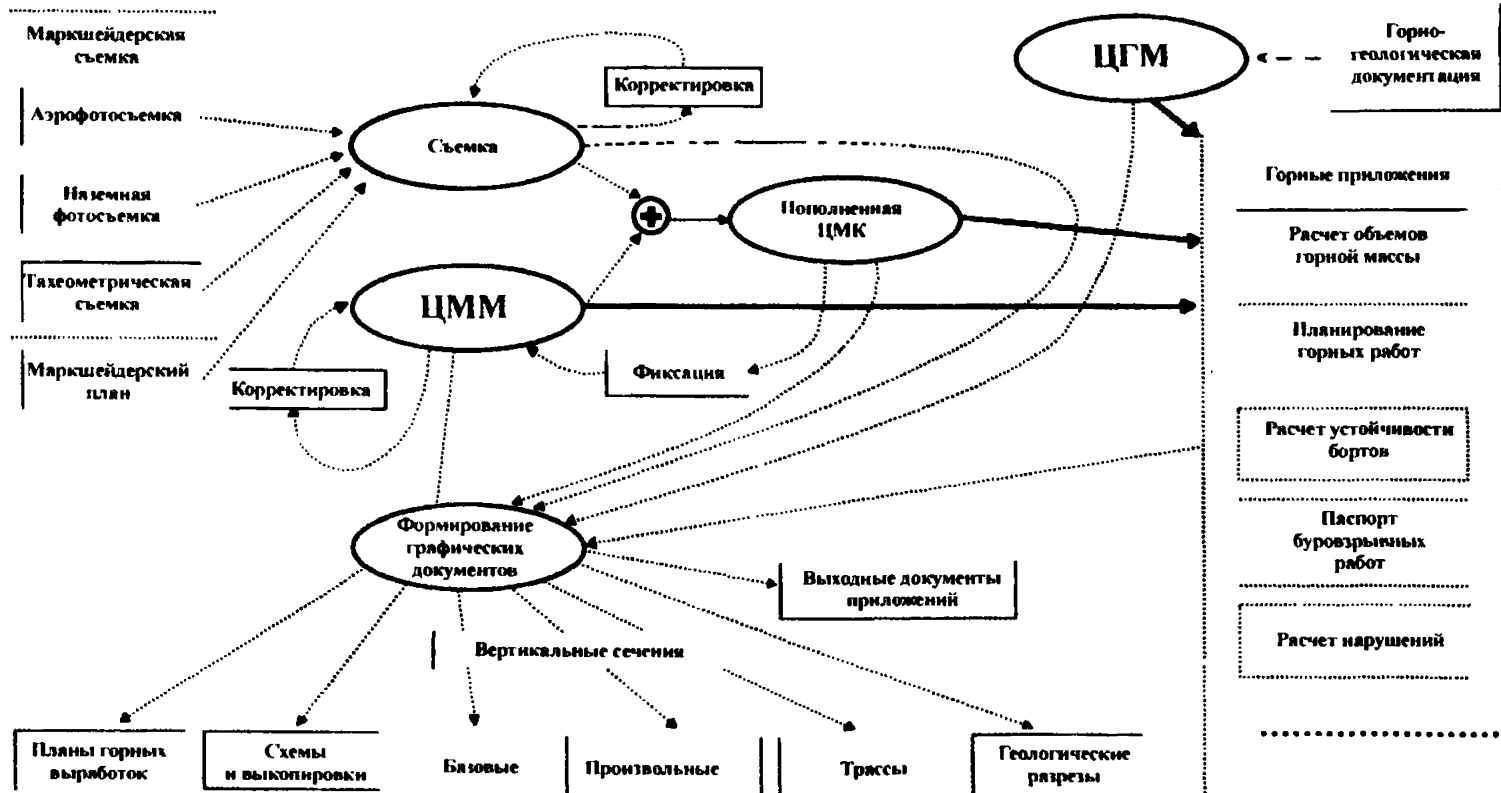 Маркшейдерская
съемка
Аэрофотосъемка
Наземная
фотосъемка
Тахеометрическая
съемка
Маркшейдерский
план
Корректировка
Съемка
ЦГМ
Горно-
геологическая
документация
Пополненная
ЦМК
ЦММ
Фиксация
Корректировка
Горные приложения
Расчет объемов
горной массы
Планирование
горных работ
Расчет устойчивости
бортов
Паспорт
буровзрывных
работ
Расчет нарушений
Формирование
графических
документов
Выходные документы
приложений
Вертикальные сечения
Планы горных
выработок
Схемы
и выкопировки
Базовые
Произвольные
Трассы
Геологические
разрезы